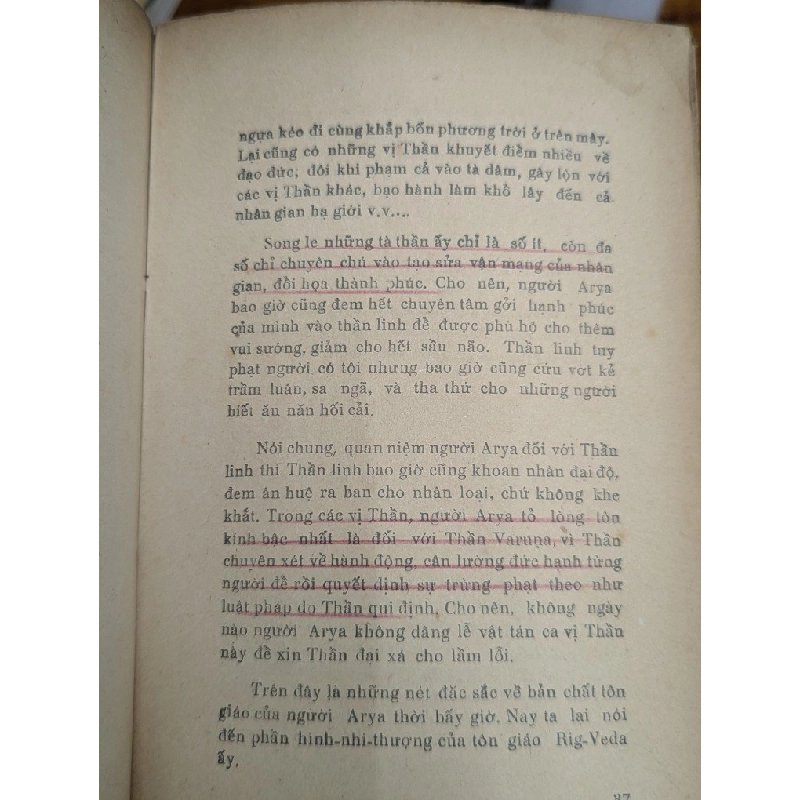 ngựa kéo đi cùng khắp bốn phương trời ở trên mây.
Lại cũng có những vị Thần khuyết điểm nhiều về
đạo đức; đôi khi phạm cả vào tà dâm, gây lộn với
các vị Thần khác, bạo hành làm khổ lây đến cả
nhân gian hạ giới v.v....
Song le những tà thần ấy chỉ là số ít, còn đa
số chỉ chuyên chú vào tạo sửa vận mạng của nhân
gian, đổi họa thành phúc. Cho nên, người Arya
bao giờ cũng đem hết chuyên tâm gởi hạnh phúc
của mình vào thần linh để được phù hộ cho thêm
vui sướng, giảm cho hết sầu não. Thần linh tuy
phạt người có tội nhưng bao giờ cũng cứu vớt kẻ
trầm luân, sa ngã, và tha thứ cho những người
biết ăn năn hối cải.
Nói chung, quan niệm người Arya đối với Thần
linh thì Thần linh bao giờ cũng khoan nhân đại độ,
đem ân huệ ra ban cho nhân loại, chứ không khe
khắt. Trong các vị Thần, người Arya tỏ lòng tôn
kính bậc nhất là đối với Thần Varuna, vì Thần
chuyên xét về hành động, cân lường đức hạnh từng
người để rồi quyết định sự trừng phạt theo như
luật pháp do Thần qui định. Cho nên, không ngày
nào người Arya không dâng lễ vật tán ca vị Thần
này để xin Thần đại xá cho lầm lỗi.
Trên đây là những nét đặc sắc về bản chất tôn
giáo của người Arya thời bấy giờ. Nay ta lại nói
đến phần hình-nhi-thượng của tôn giáo Rig-Veda
ấy.